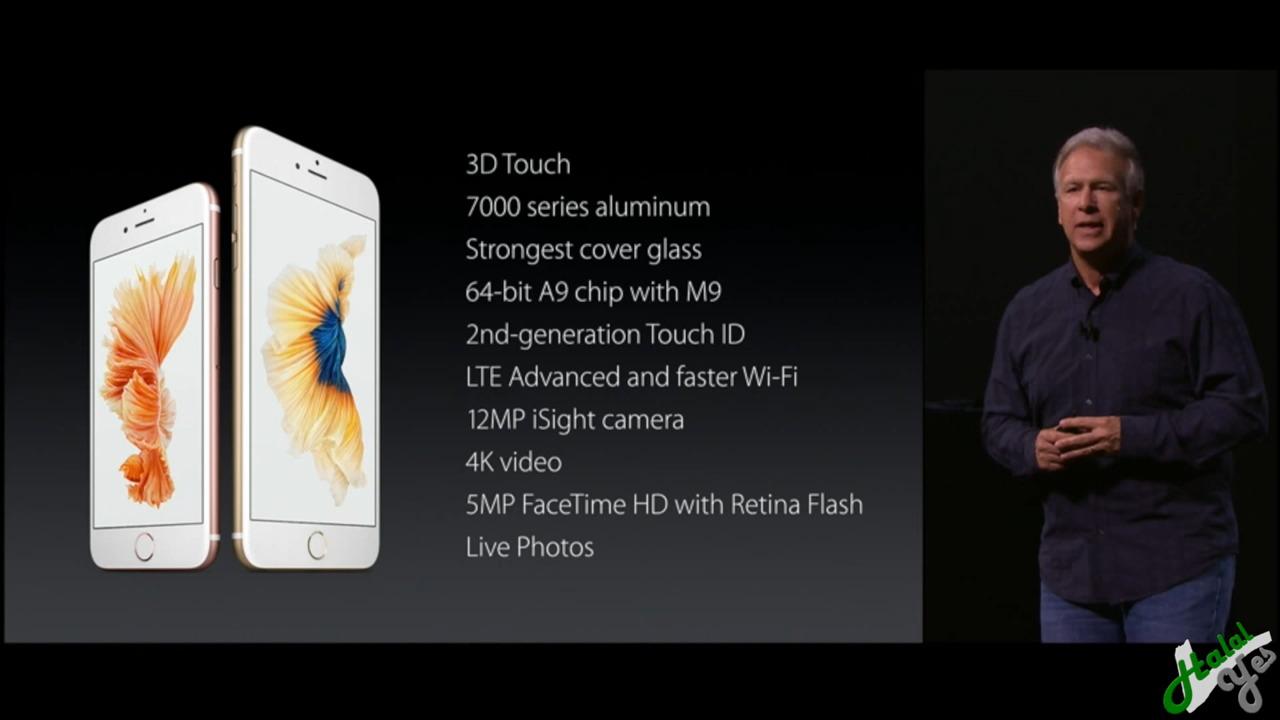 3D Touch
7000 series aluminum
Strongest cover glass
64-bit A9 chip with M9
2nd-generation Touch ID
LTE Advanced and faster Wi-Fi
12MP iSight camera
4K video
5MP FaceTime HD with Retina Flash
Live Photos
Halal
Yes